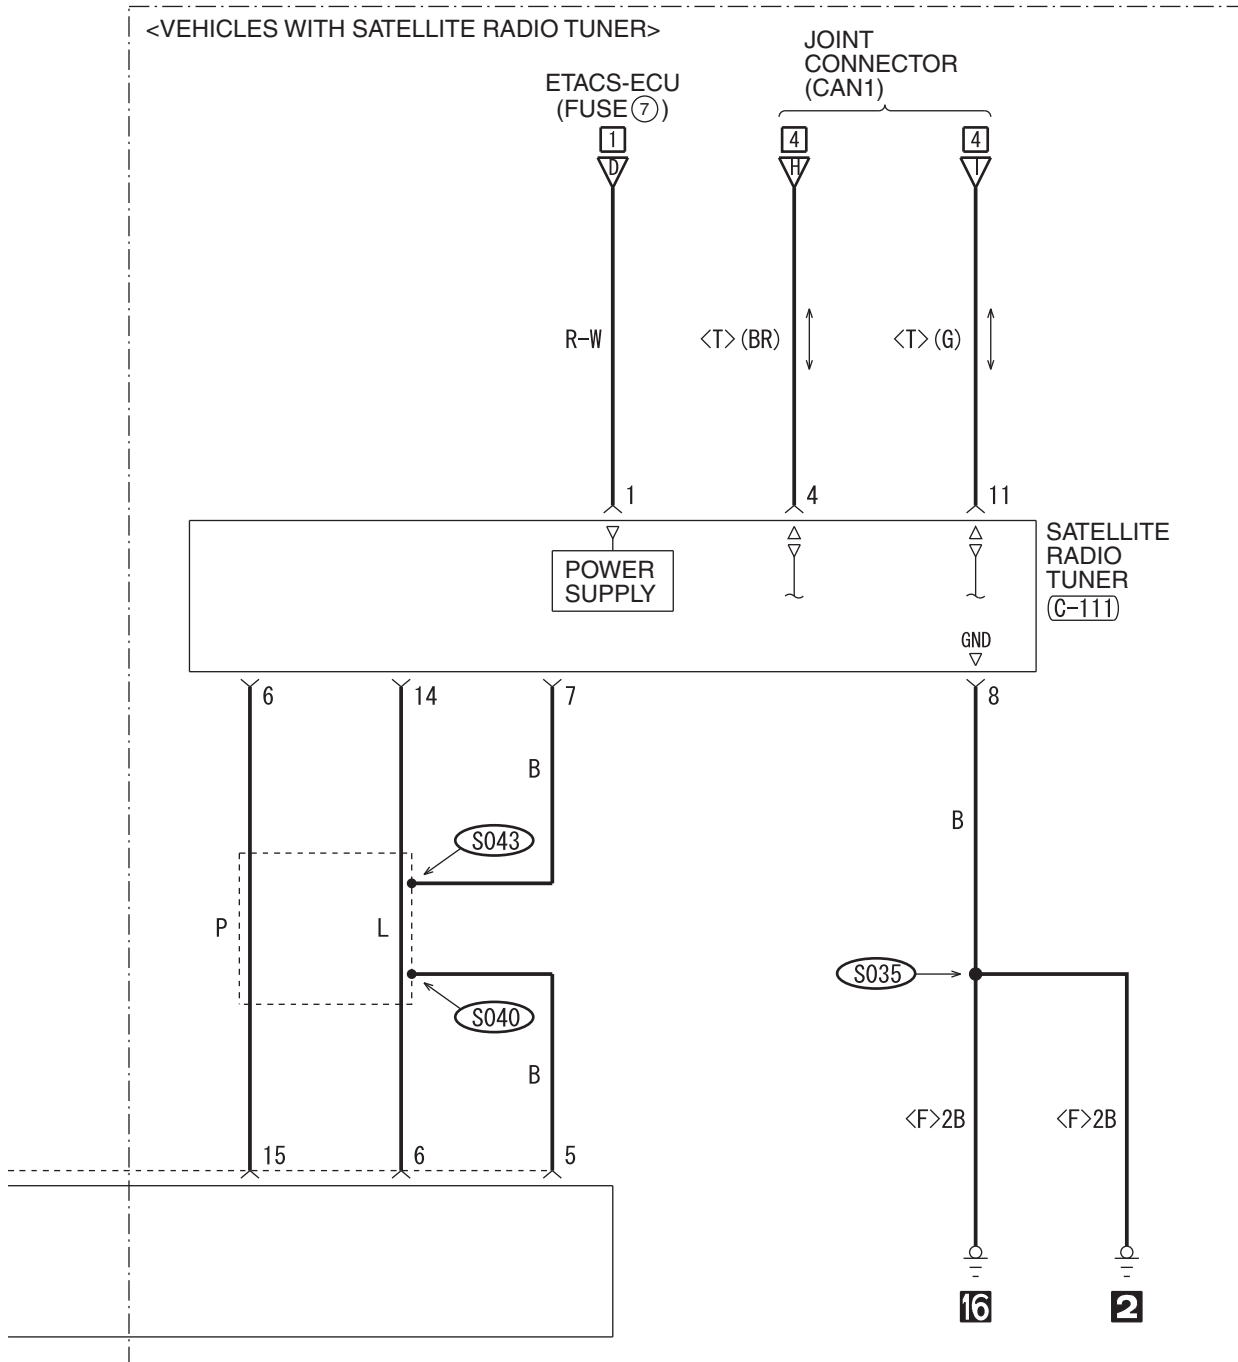 <VEHICLES WITH SATELLITE RADIO TUNER>
JOINT
CONNECTOR
(CAN1)
ETACS-ECU
(FUSE 7)
1
4
4
D
H
I
R-W
<T>(BR)
<T>(G)
1
4
11
SATELLITE
RADIO
TUNER
C-111
POWER
SUPPLY
GND
6
14
7
8
B
S043
B
P
L
S035
S040
B
<F>2B
<F>2B
15
6
5
16
2